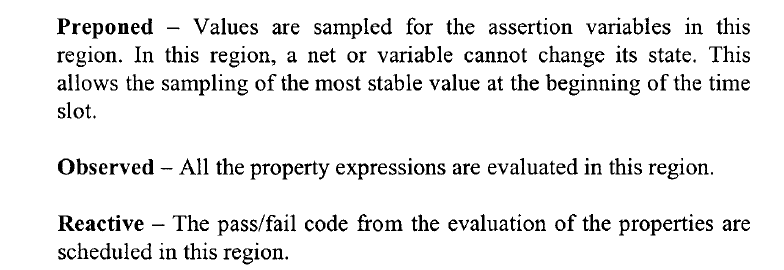 Preponed – Values are sampled for the assertion variables in this
region. In this region, a net or variable cannot change its state. This
allows the sampling of the most stable value at the beginning of the time
slot.
Observed – All the property expressions are evaluated in this region.
Reactive – The pass/fail code from the evaluation of the properties are
scheduled in this region.